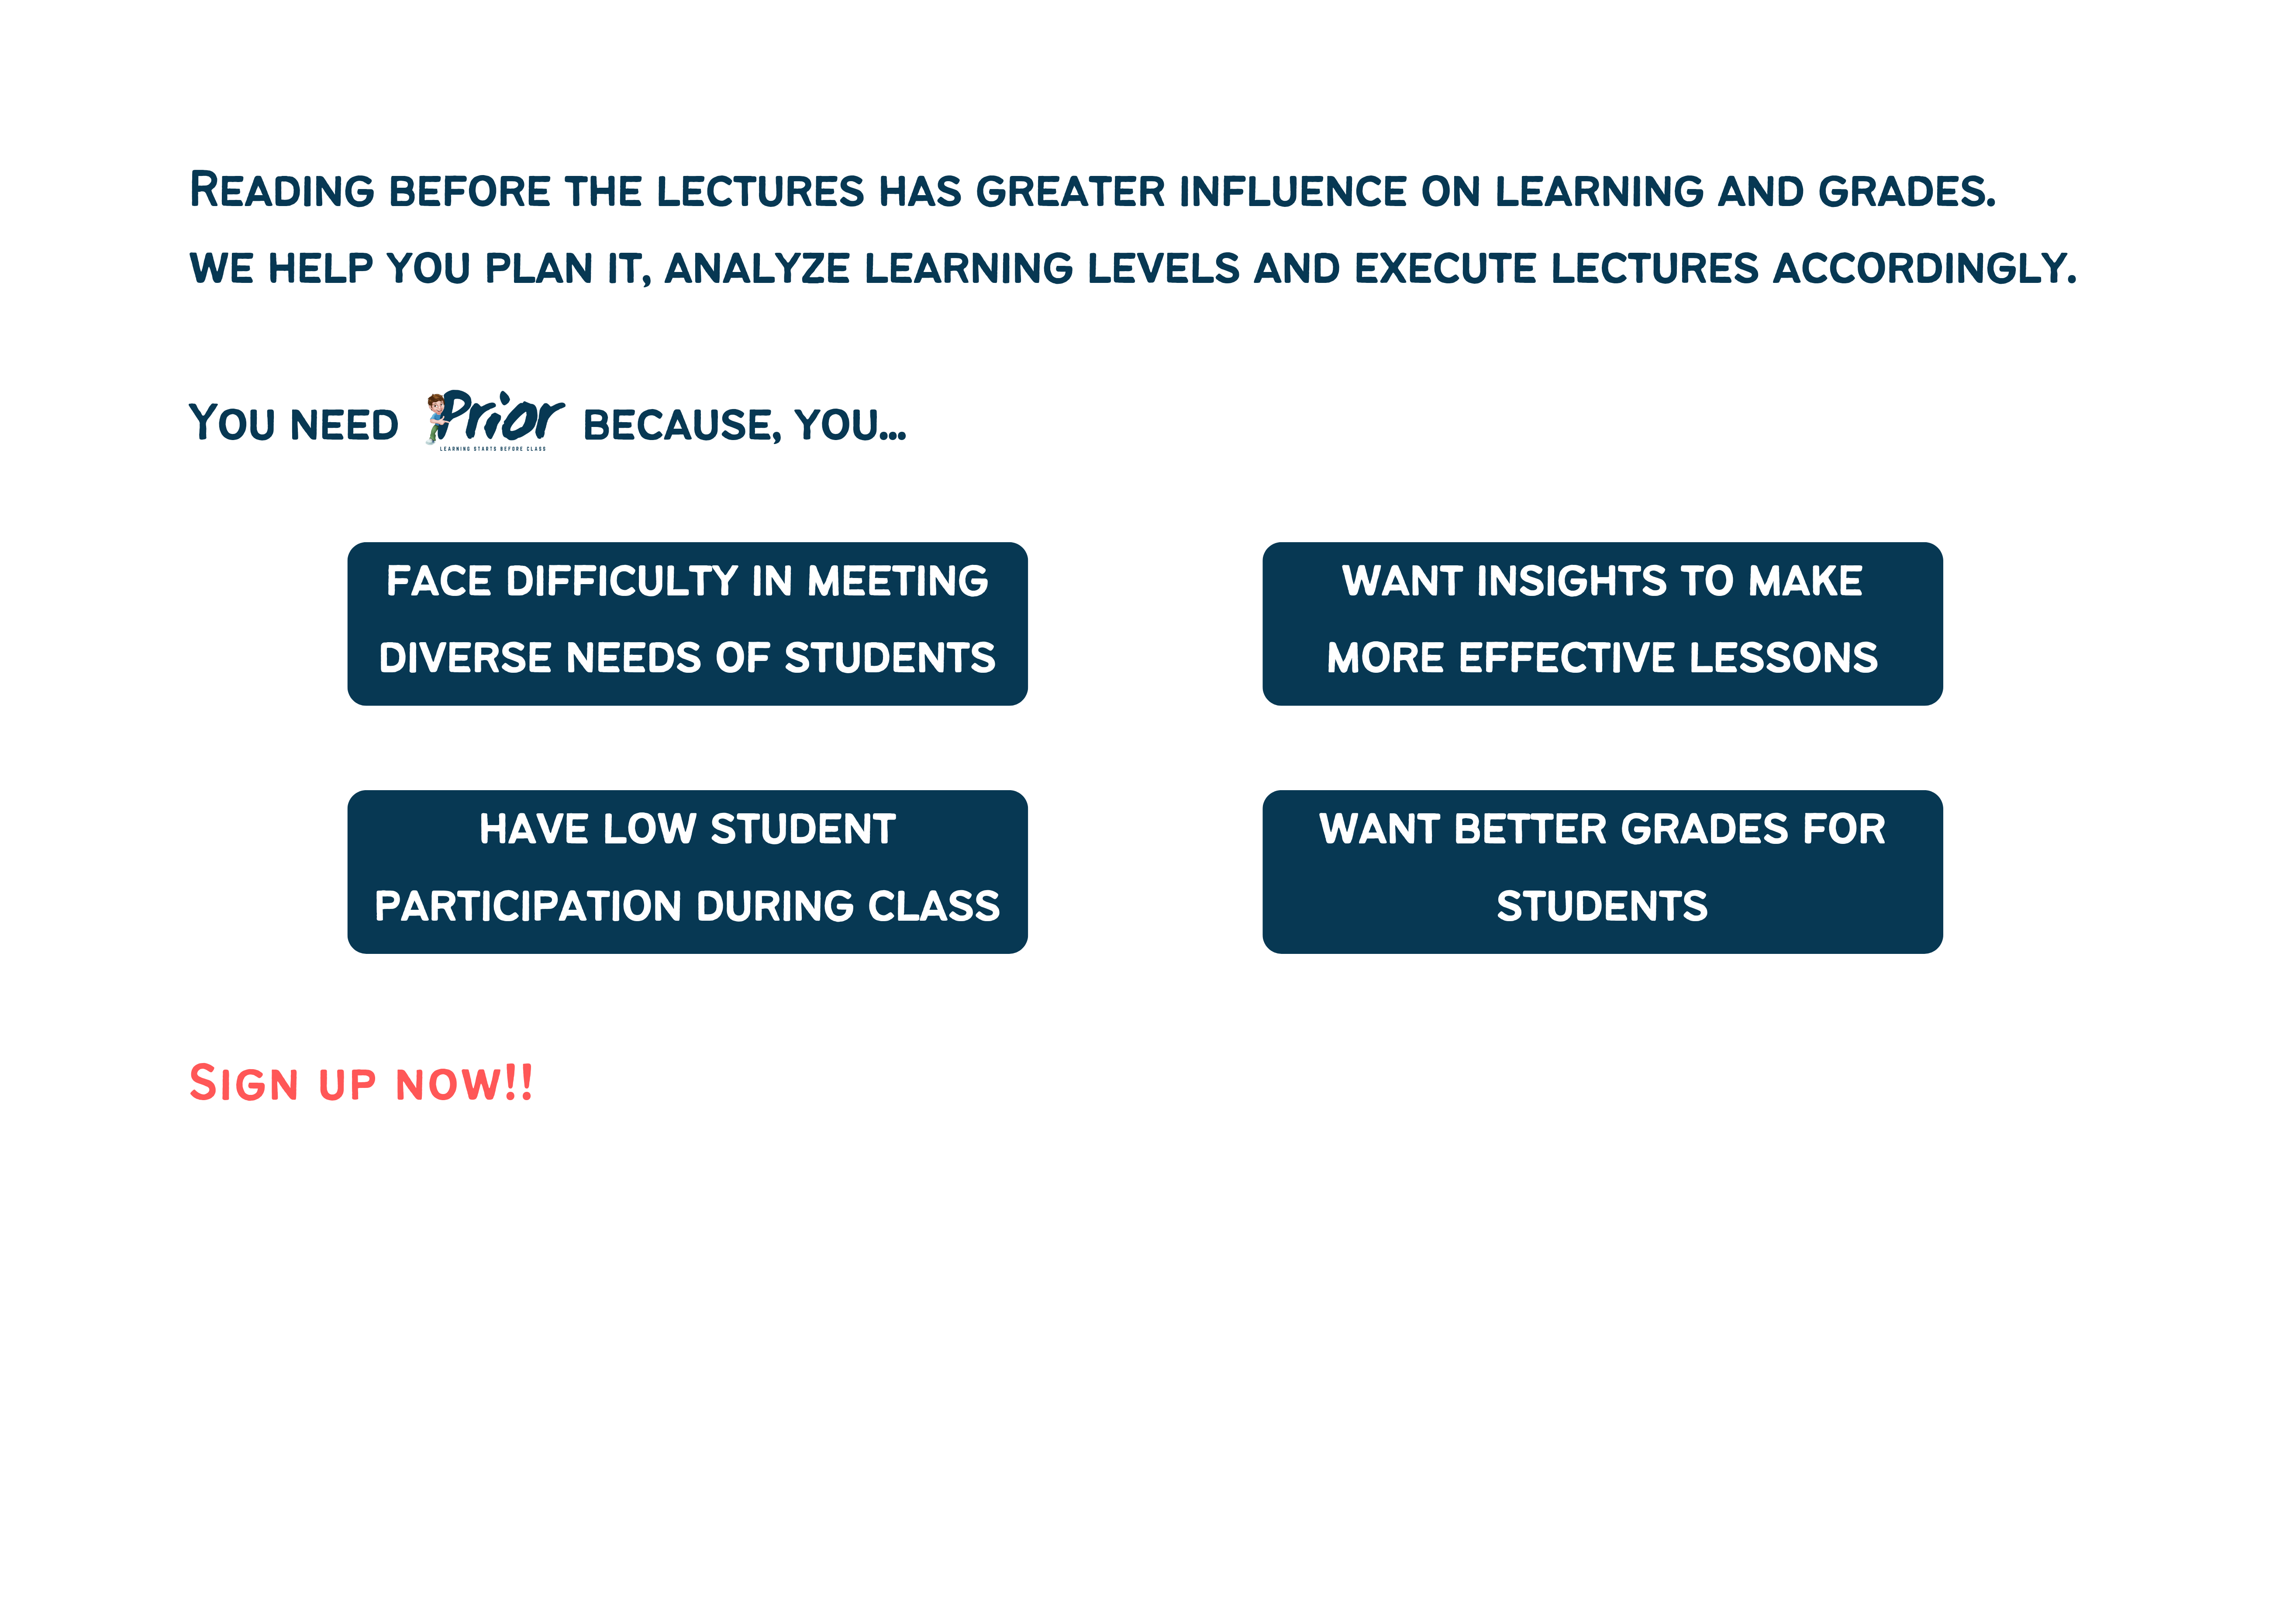 Reading before the lectures has greater influence on learning and grades.
we help you plan it, analyze learning levels and execute lectures accordingly.
You need Prior because, you...
LEARNING STARTS BEFORE CLASS
face difficulty in meeting
diverse needs of students
want insights to make
more effective lessons
have low student
participation during class
want better grades for
students
Sign up now!!